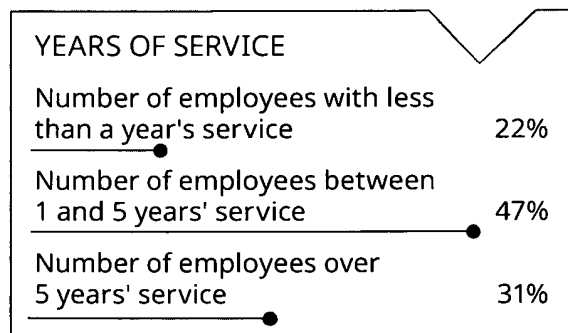 YEARS OF SERVICE
Number of employees with less
than a year's service 22%
Number of employees between
1 and 5 years' service 47%
Number of employees over
5 years' service 31%